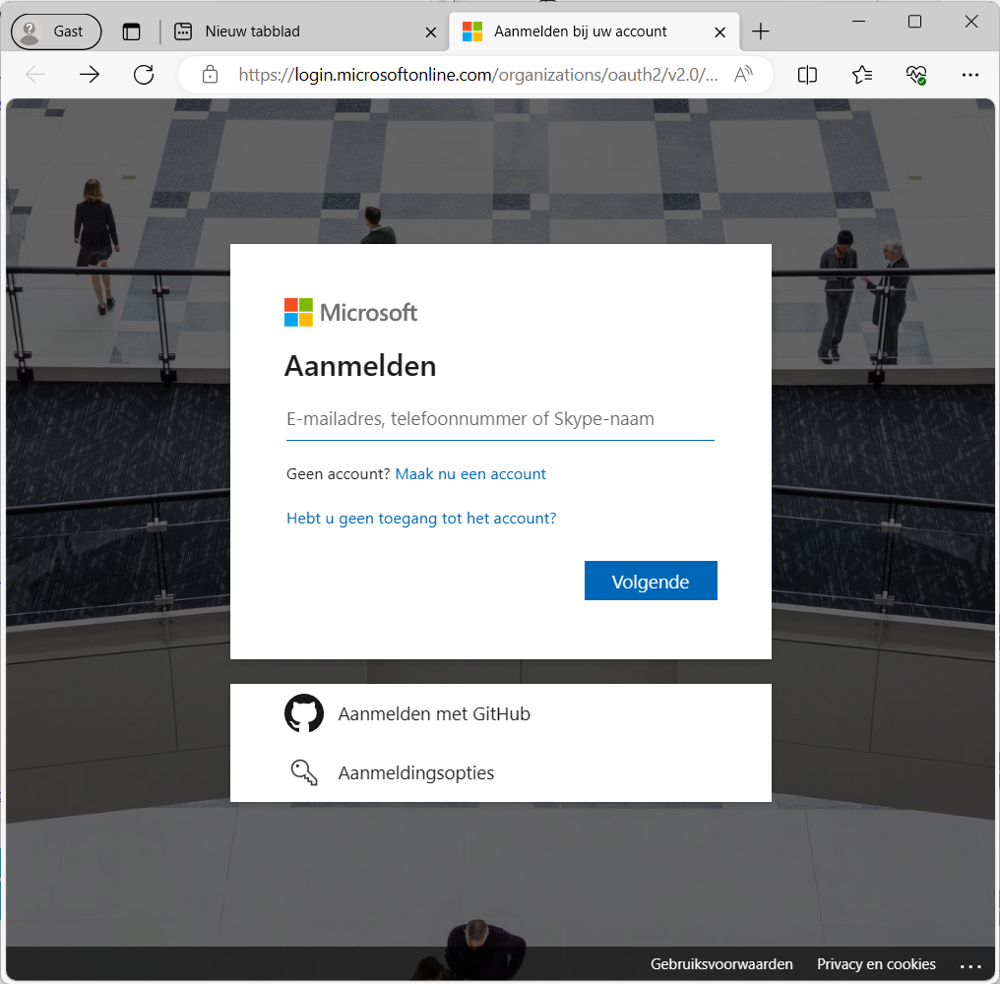 Gast
Nieuw tabblad
Aanmelden bij uw account
https://login.microsoftonline.com/organizations/oauth2/v2.0/...
Microsoft
Aanmelden
E-mailadres, telefoonnummer of Skype-naam
Geen account? Maak nu een account
Hebt u geen toegang tot het account?
Volgende
Aanmelden met GitHub
Aanmeldingsopties
Gebruiksvoorwaarden Privacy en cookies ...